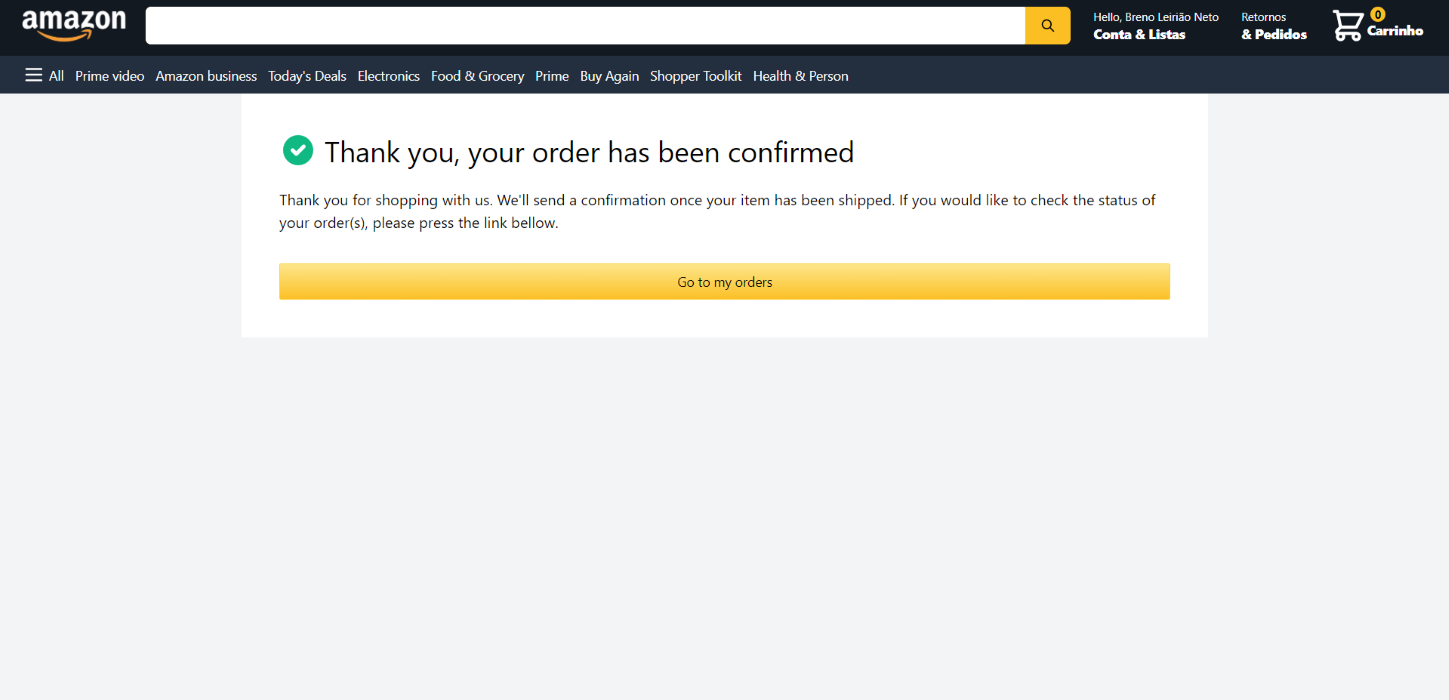 amazon
Hello, Breno Leirião Neto
Conta & Listas
Retornos
& Pedidos
0
Carrinho
All Prime video Amazon business Today's Deals Electronics Food & Grocery Prime Buy Again Shopper Toolkit Health & Person
Thank you, your order has been confirmed
Thank you for shopping with us. We'll send a confirmation once your item has been shipped. If you would like to check the status of
your order(s), please press the link bellow.
Go to my orders